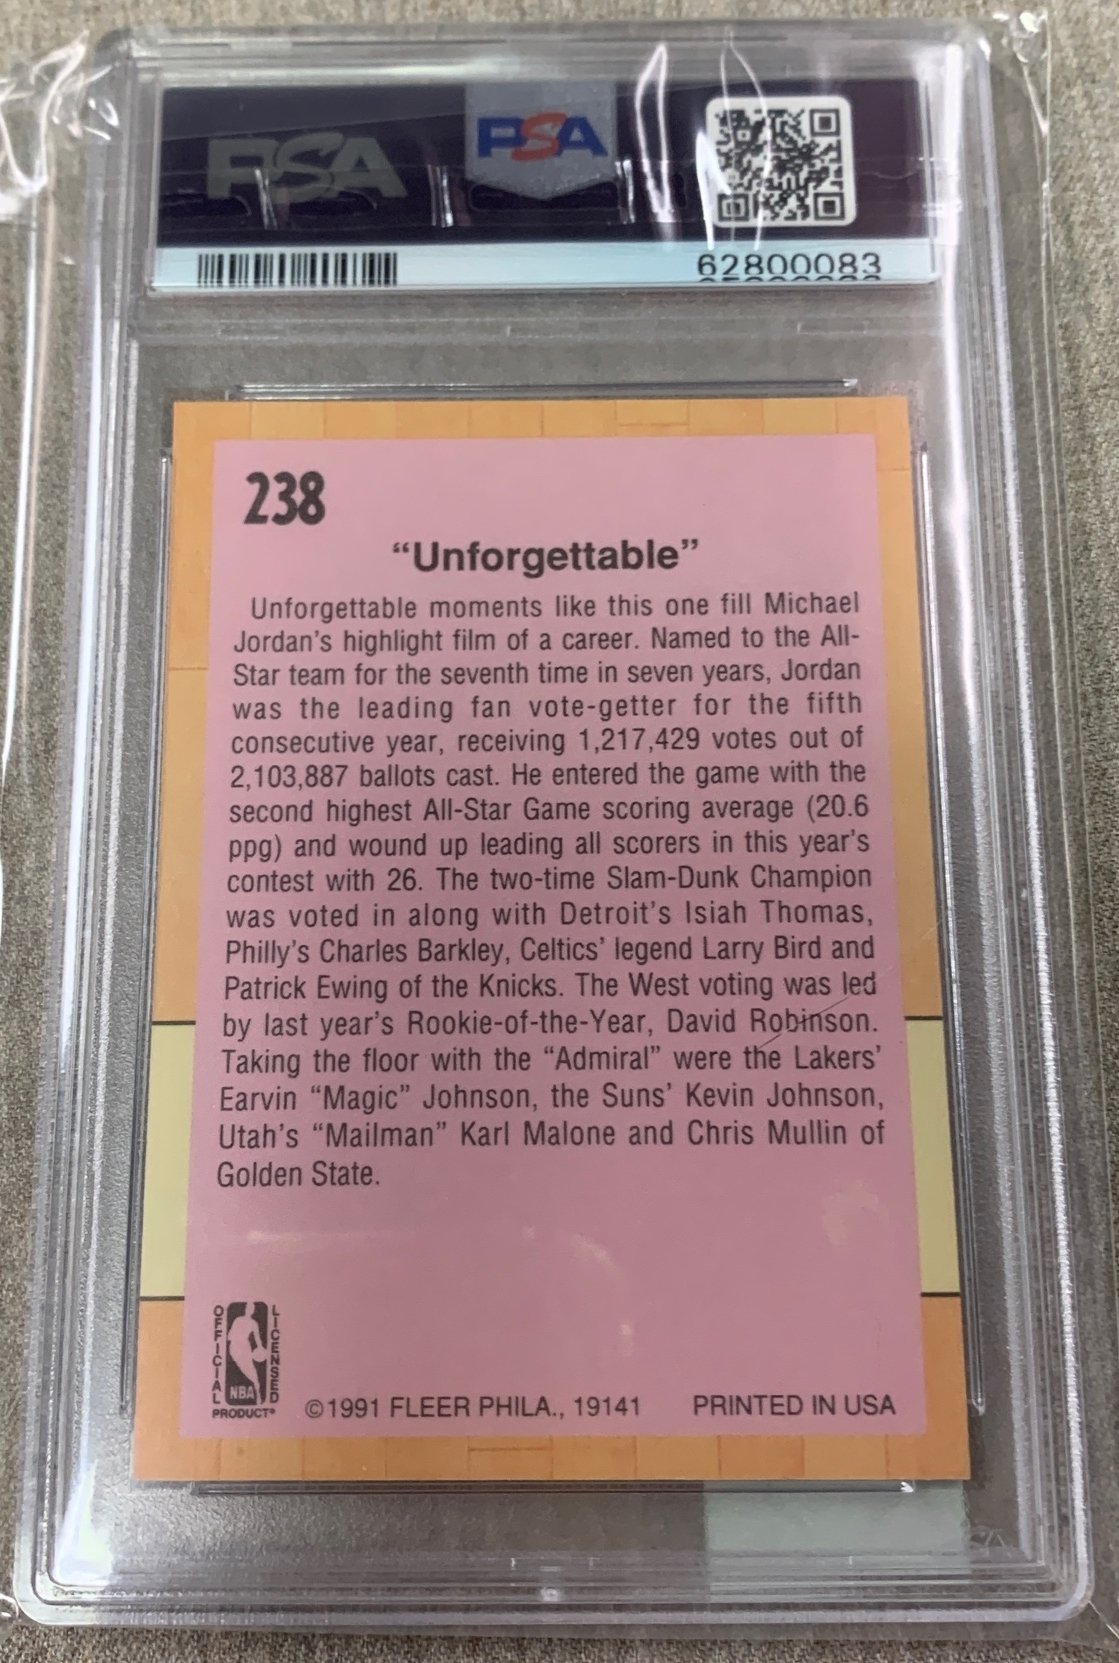 PSA
PSA
62800083
238
“Unforgettable”
Unforgettable moments like this one fill Michael
Jordan’s highlight film of a career. Named to the All-
Star team for the seventh time in seven years, Jordan
was the leading fan vote-getter for the fifth
consecutive year, receiving 1,217,429 votes out of
2,103,887 ballots cast. He entered the game with the
second highest All-Star Game scoring average (20.6
ppg) and wound up leading all scorers in this year’s
contest with 26. The two-time Slam-Dunk Champion
was voted in along with Detroit’s Isiah Thomas,
Philly’s Charles Barkley, Celtics’ legend Larry Bird and
Patrick Ewing of the Knicks. The West voting was led
by last year’s Rookie-of-the-Year, David Robinson.
Taking the floor with the “Admiral” were the Lakers’
Earvin “Magic” Johnson, the Suns’ Kevin Johnson,
Utah’s “Mailman” Karl Malone and Chris Mullin of
Golden State.
OFFICIAL
LICENSED
NBA
PRODUCT®
©1991 FLEER PHILA., 19141
PRINTED IN USA